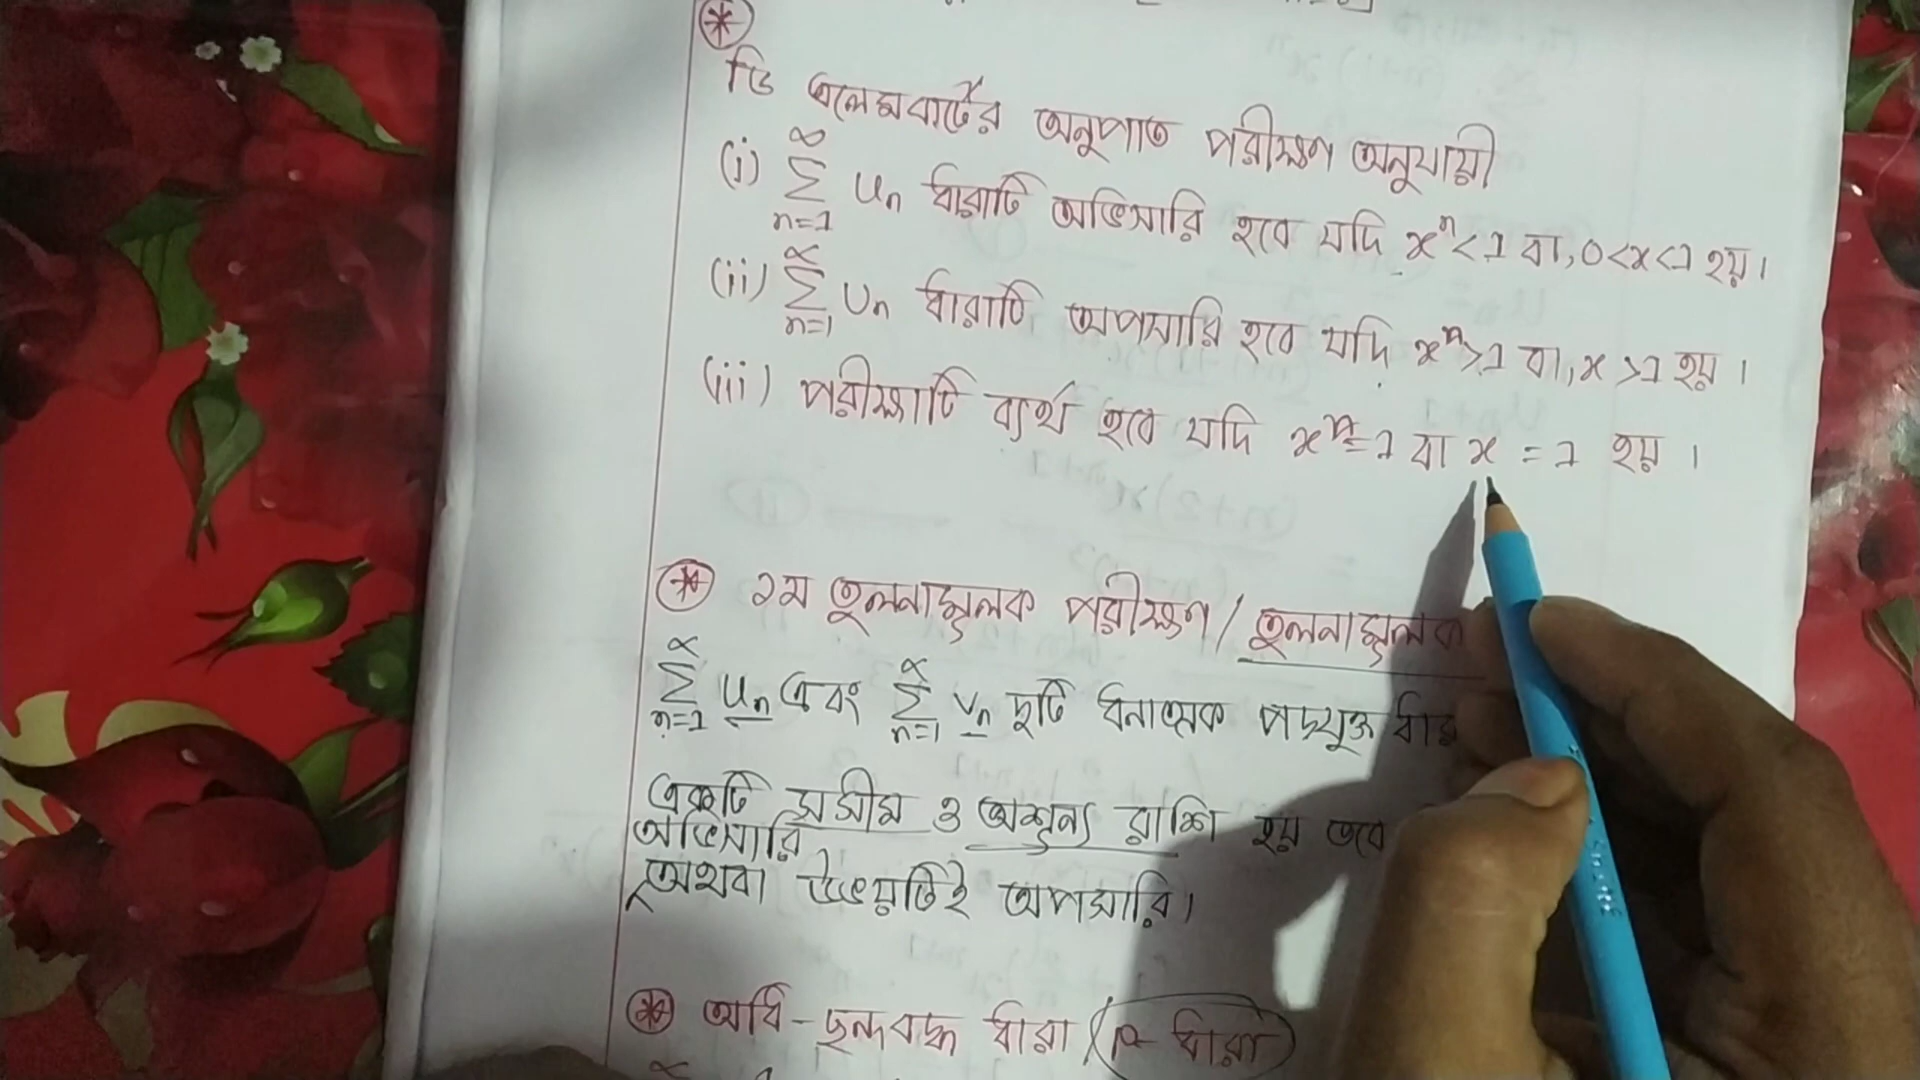 ডি এলেমবার্টের অনুপাত পরীক্ষণ অনুযায়ী
(i) ∞ Σ n=1 Un ধারাটি অভিসারি হবে যদি xⁿ<1 বা, 0<x<1 হয়।
(ii) ∝ Σ n=1 Un ধারাটি অপসারি হবে যদি xⁿ>1 বা, x>1 হয়।
(iii) পরীক্ষাটি ব্যর্থ হবে যদি xⁿ=1 বা x = 1 হয়।
১ম তুলনামূলক পরীক্ষণ / তুলনামূলক
∝ Σ n=1 Un এবং ∝ Σ n=1 Vn দুটি ধনাত্মক পদযুক্ত
একটি সসীম ও অশূন্য রাশি হয় তবে
অভিসারি
অথবা উভয়টিই অপসারি।
অধি-ছন্দবদ্ধ ধারা (P- ধারা)